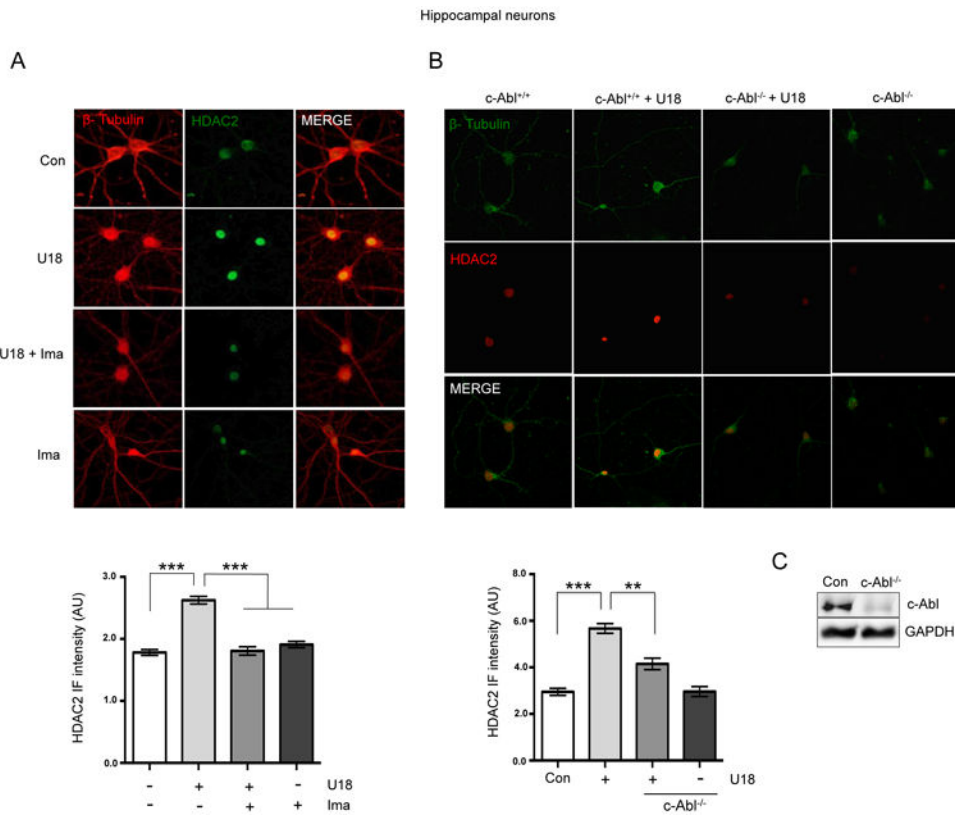 Hippocampal neurons
A
β- Tubulin HDAC2 MERGE
Con
U18
U18 + Ima
Ima
*** ***
HDAC2 IF intensity (AU)
3.0
2.0
1.0
0.0
- + + - U18
- - + + Ima
B
c-Abl+/+ c-Abl+/+ + U18 c-Abl-/- + U18 c-Abl-/-
β- Tubulin
HDAC2
MERGE
*** **
HDAC2 IF intensity (AU)
8.0
6.0
4.0
2.0
0.0
Con + + - U18
c-Abl-/-
C
Con c-Abl-/-
c-Abl
GAPDH